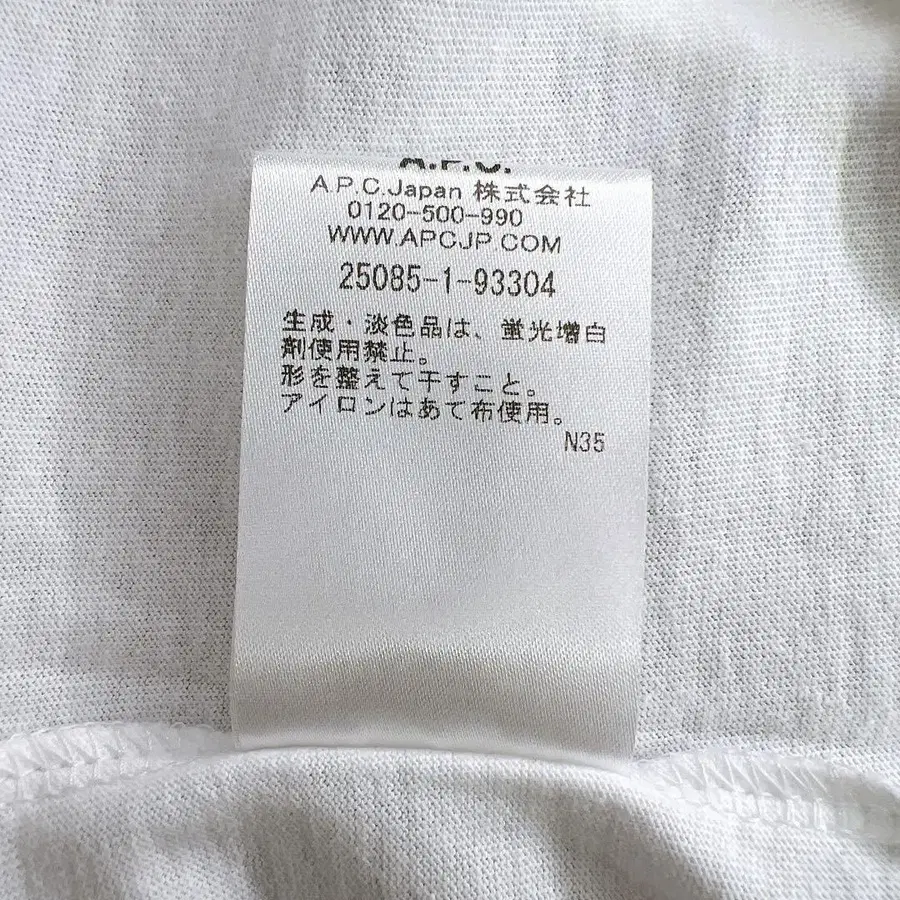 A.P.C.
A.P.C.Japan 株式会社
0120-500-990
WWW.APCJP.COM
25085-1-93304
生成・淡色品は、蛍光増白
剤使用禁止。
形を整えて干すこと。
アイロンはあて布使用。
N35